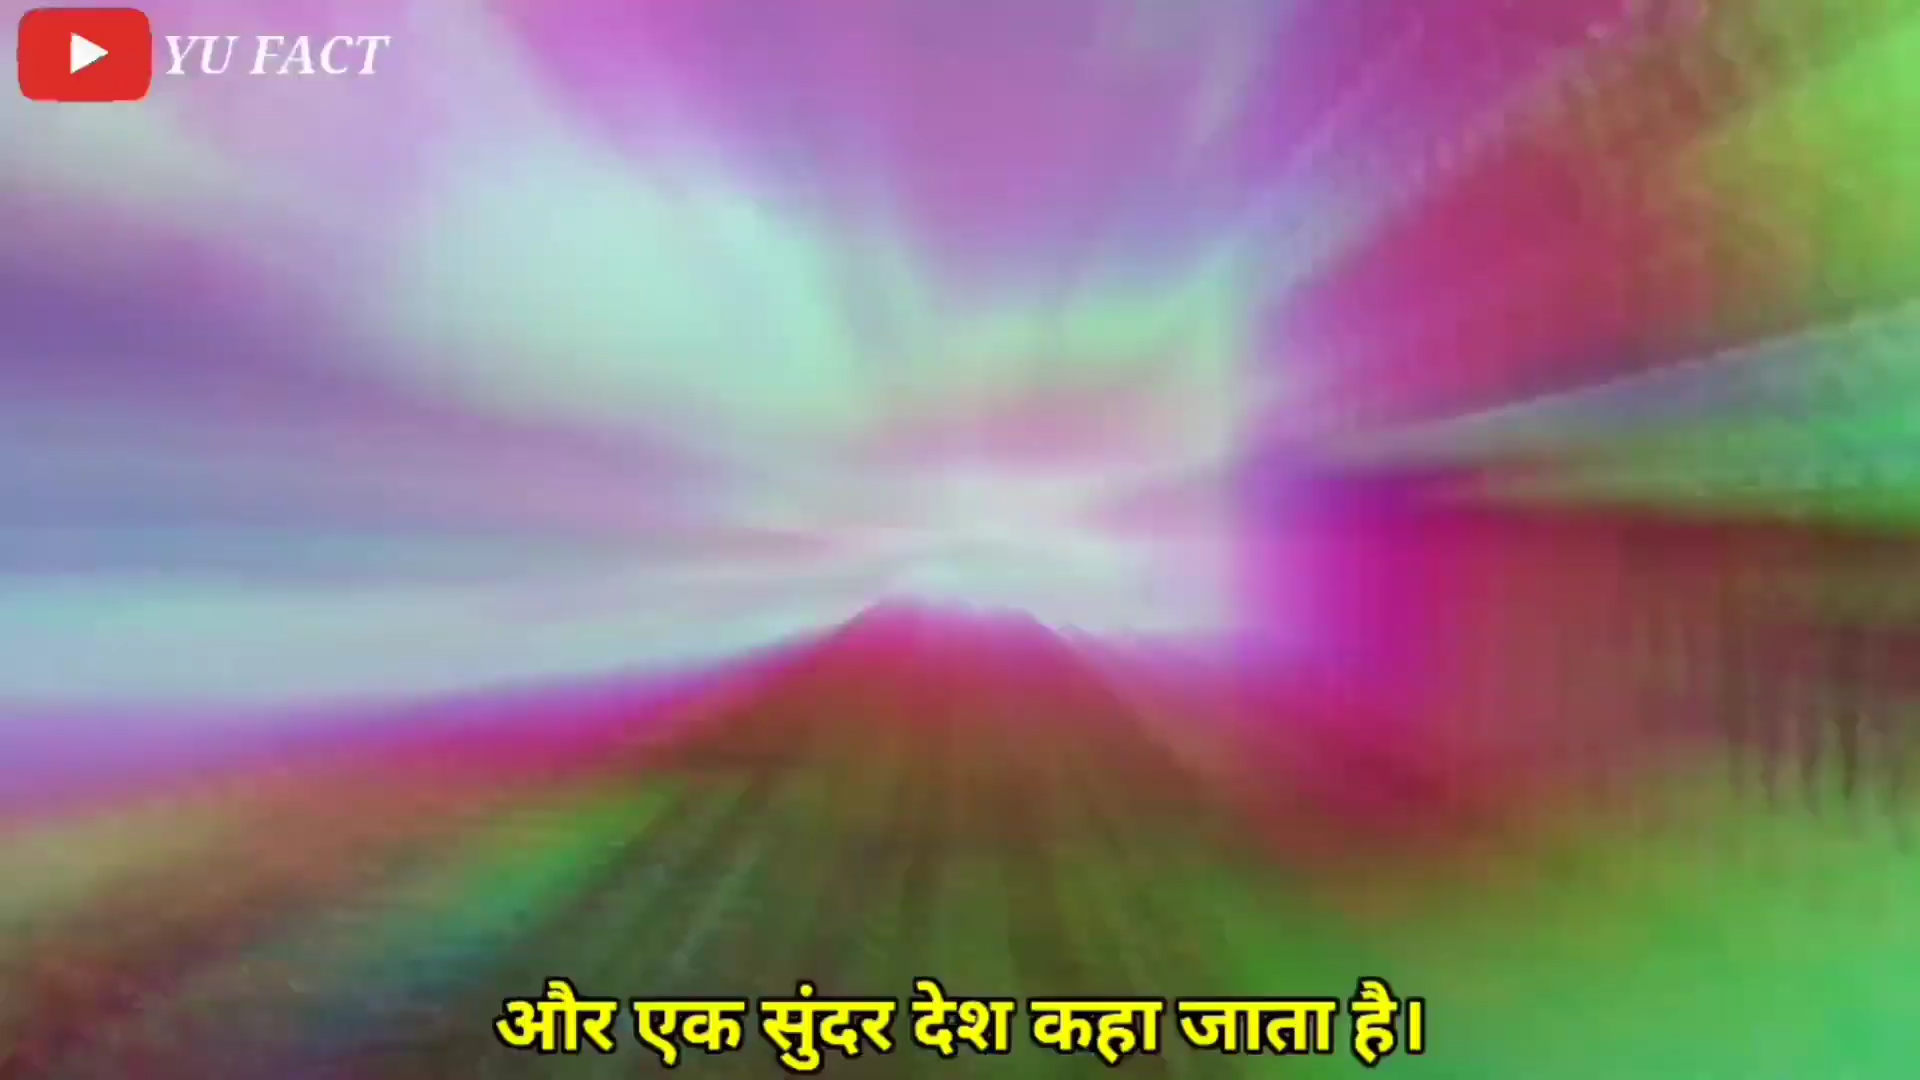 YU FACT
और एक सुंदर देश कहा जाता है।